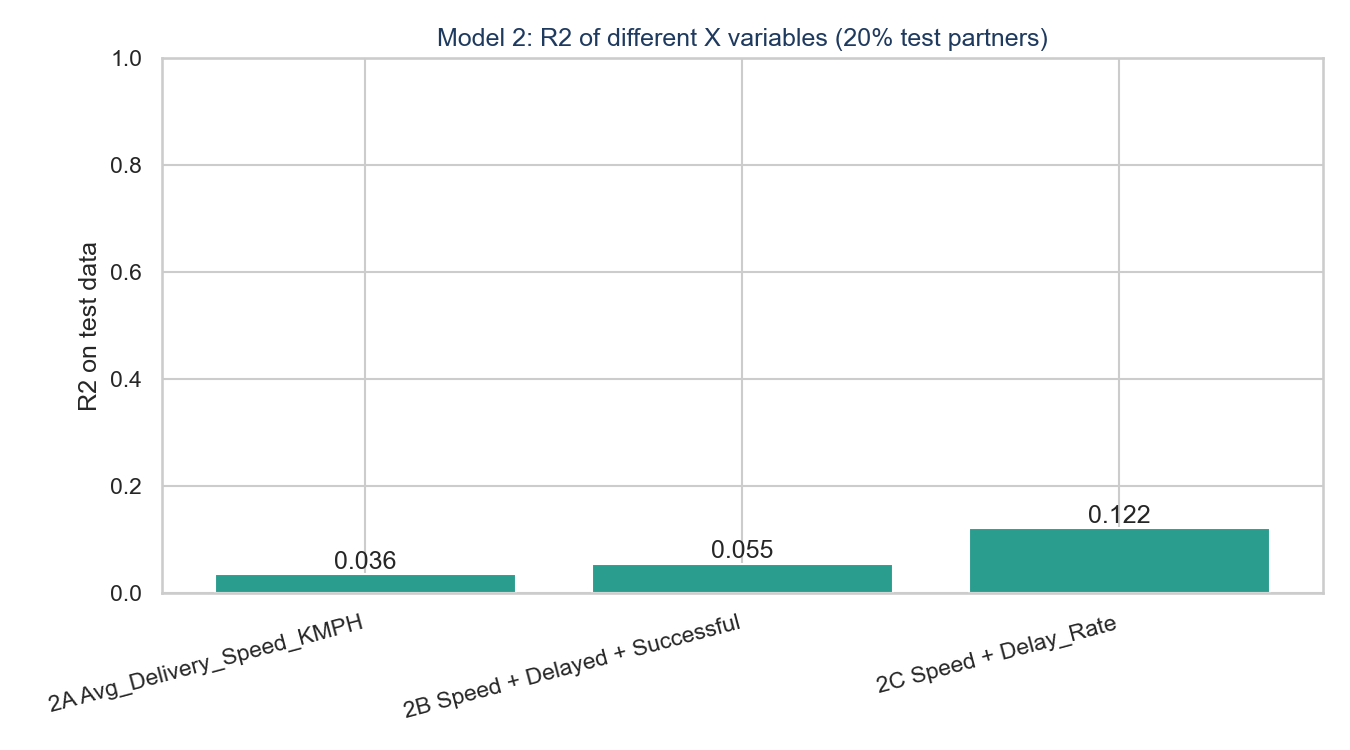 Model 2: R2 of different X variables (20% test partners)
R2 on test data
1.0
0.8
0.6
0.4
0.2
0.0
0.036
0.055
0.122
2A Avg_Delivery_Speed_KMPH
2B Speed + Delayed + Successful
2C Speed + Delay_Rate